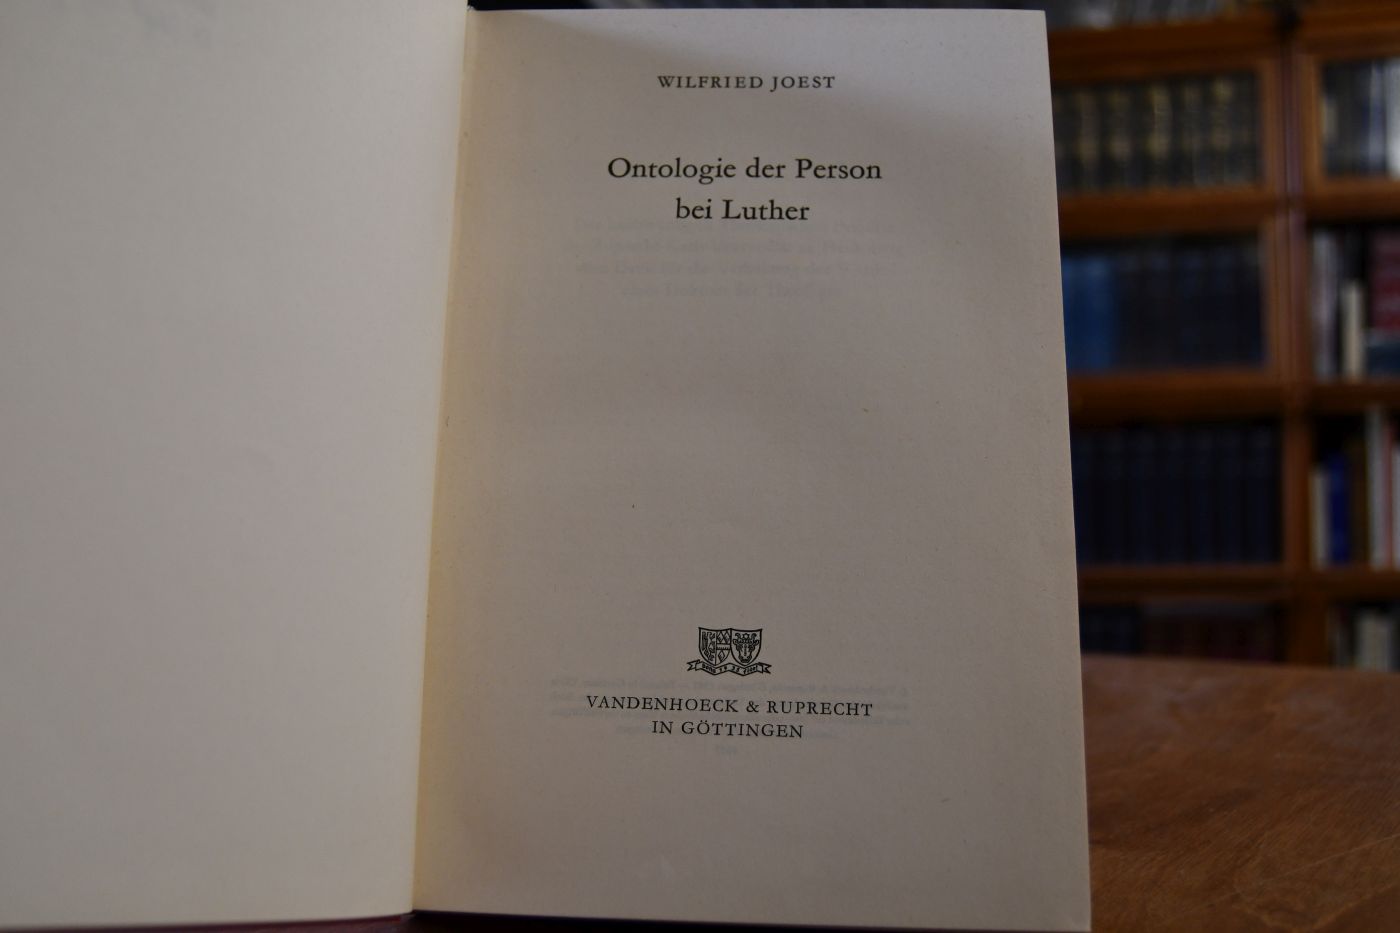 WILFRIED JOEST
Ontologie der Person
bei Luther
VANDENHOECK & RUPRECHT
IN GÖTTINGEN